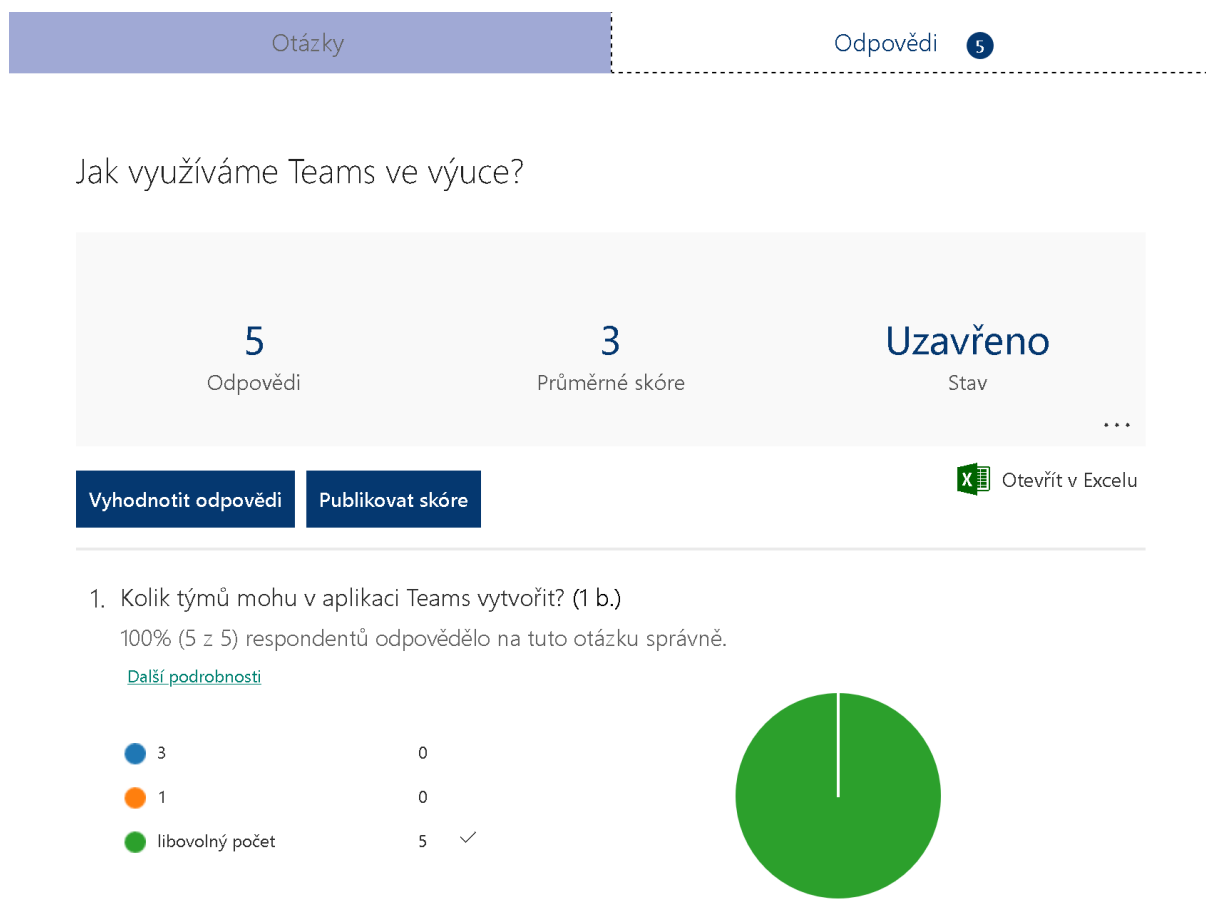 Otázky
Odpovědi 5
Jak využíváme Teams ve výuce?
5 3 Uzavřeno
Odpovědi Průměrné skóre Stav
...
Vyhodnotit odpovědi Publikovat skóre Otevřít v Excelu
1. Kolik týmů mohu v aplikaci Teams vytvořit? (1 b.)
100% (5 z 5) respondentů odpovědělo na tuto otázku správně.
Další podrobnosti
3 0
1 0
libovolný počet 5